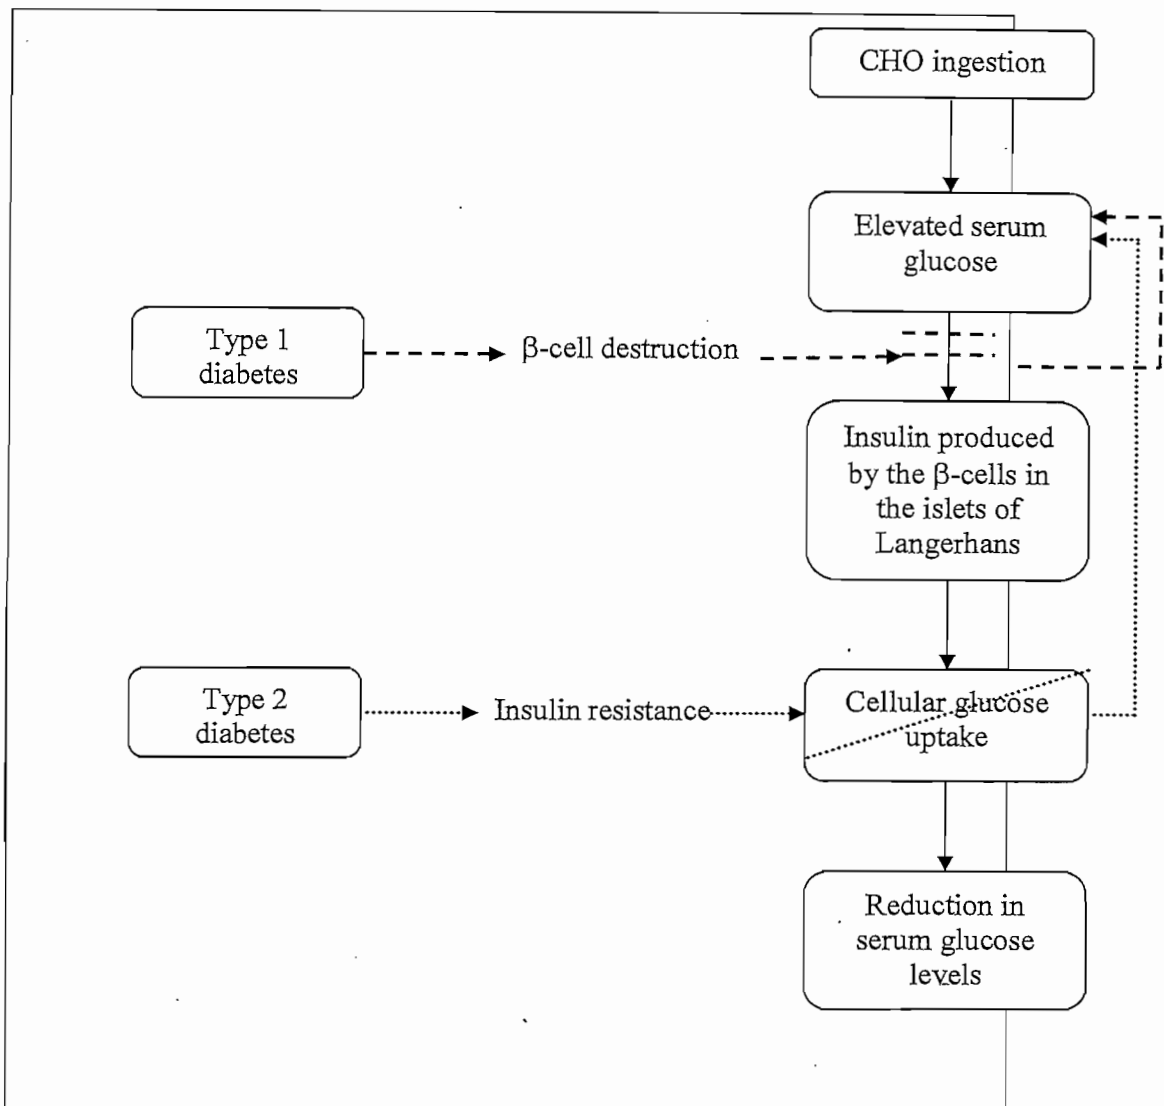 CHO ingestion
Elevated serum
glucose
Type 1
diabetes
β-cell destruction
Insulin produced
by the β-cells in
the islets of
Langerhans
Type 2
diabetes
Insulin resistance
Cellular glucose
uptake
Reduction in
serum glucose
levels